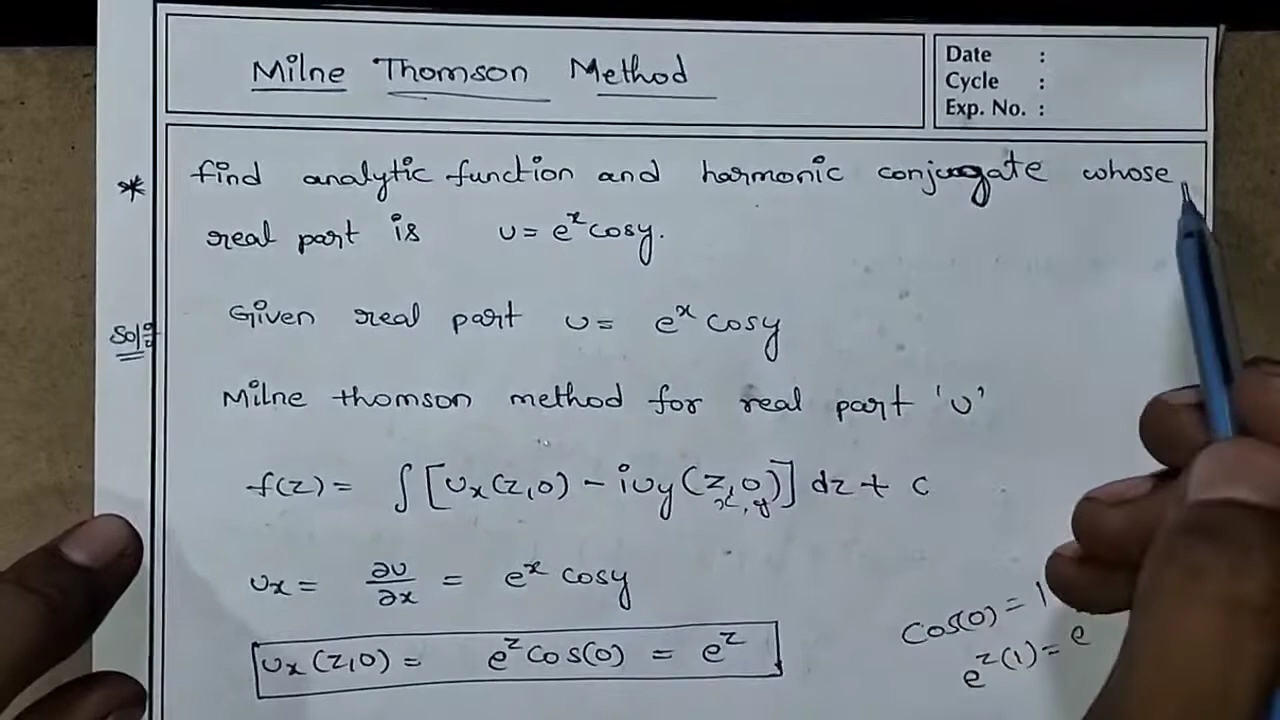 Milne Thomson Method
Date :
Cycle :
Exp. No. :
* find analytic function and harmonic conjugate whose
real part is u = e^x cosy.
Sol:
Given real part u = e^x cosy
Milne thomson method for real part 'u'
f(z) = ∫ [ux(z,0) - iuy(z,0)] dz + c
x, y
ux = ∂u/∂x = e^x cosy
ux(z,0) = e^z cos(0) = e^z
cos(0) = 1
e^z(1) = e